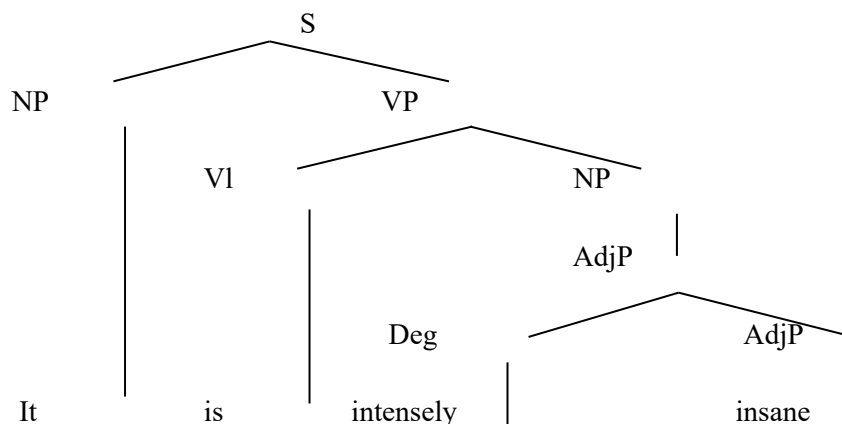 S
NP VP
Vl NP
AdjP
Deg AdjP
It is intensely insane